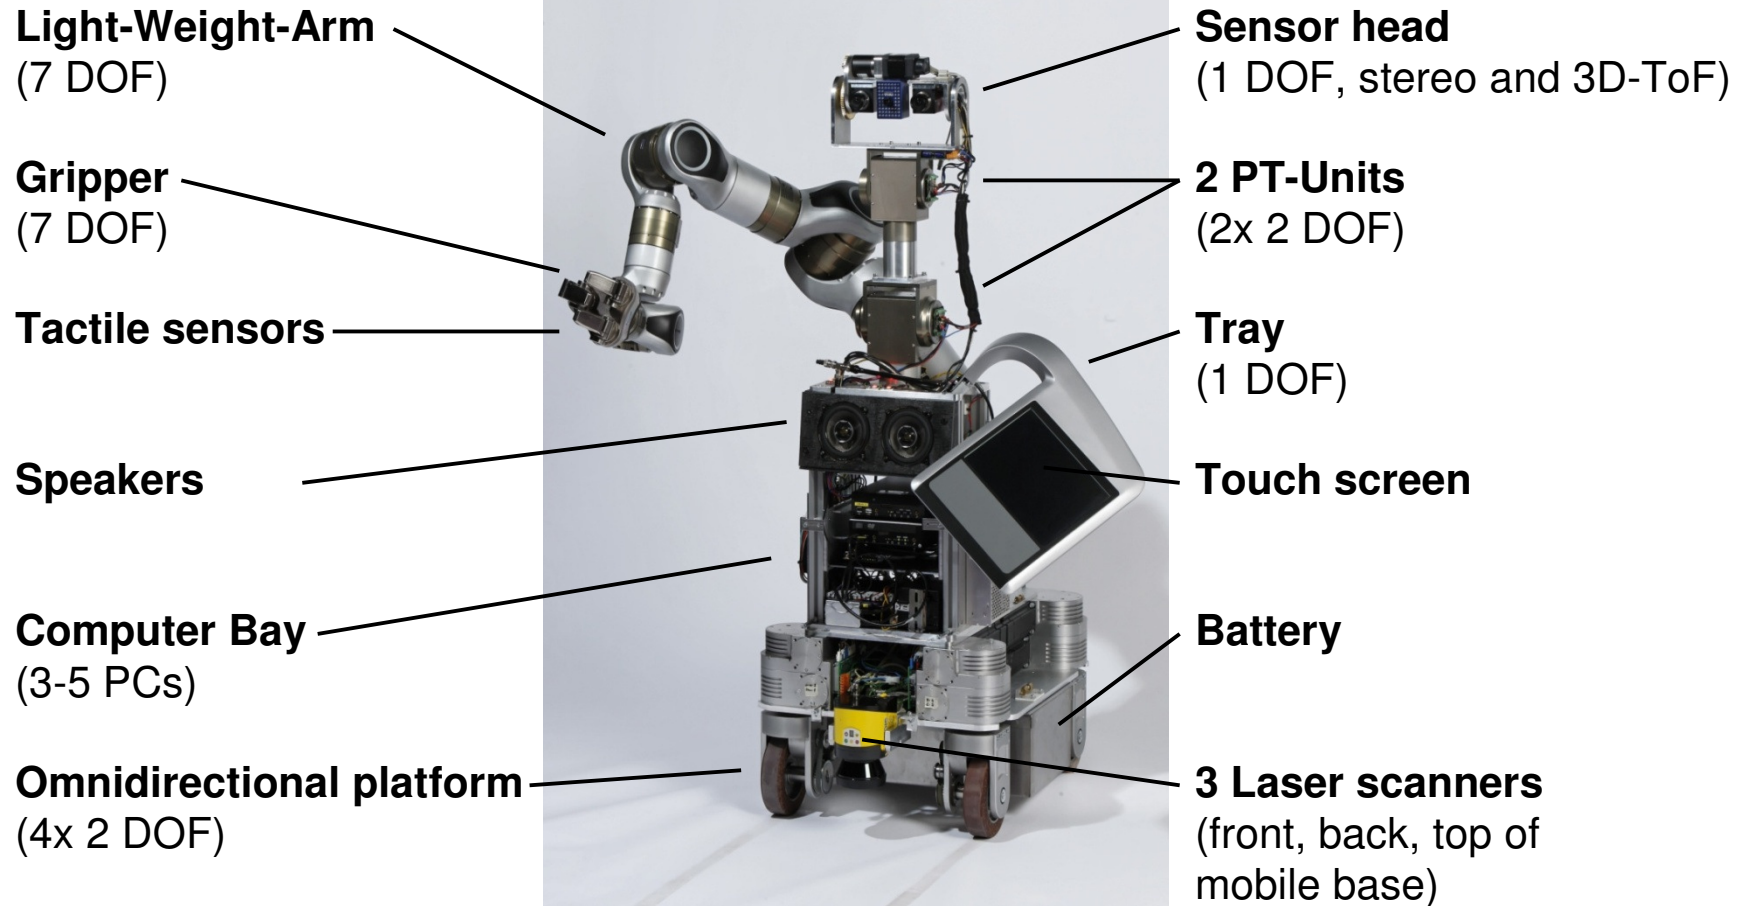 Light-Weight-Arm
(7 DOF)
Gripper
(7 DOF)
Tactile sensors
Speakers
Computer Bay
(3-5 PCs)
Omnidirectional platform
(4x 2 DOF)
Sensor head
(1 DOF, stereo and 3D-ToF)
2 PT-Units
(2x 2 DOF)
Tray
(1 DOF)
Touch screen
Battery
3 Laser scanners
(front, back, top of
mobile base)